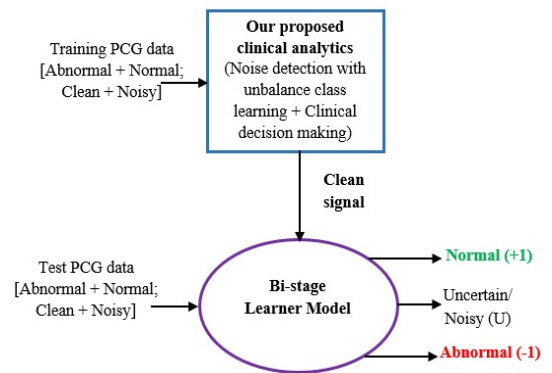 Our proposed
clinical analytics
(Noise detection with
unbalance class
learning + Clinical
decision making)
Training PCG data
[Abnormal + Normal;
Clean + Noisy]
Clean
signal
Test PCG data
[Abnormal + Normal;
Clean + Noisy]
Bi-stage
Learner Model
Normal (+1)
Uncertain/
Noisy (U)
Abnormal (-1)